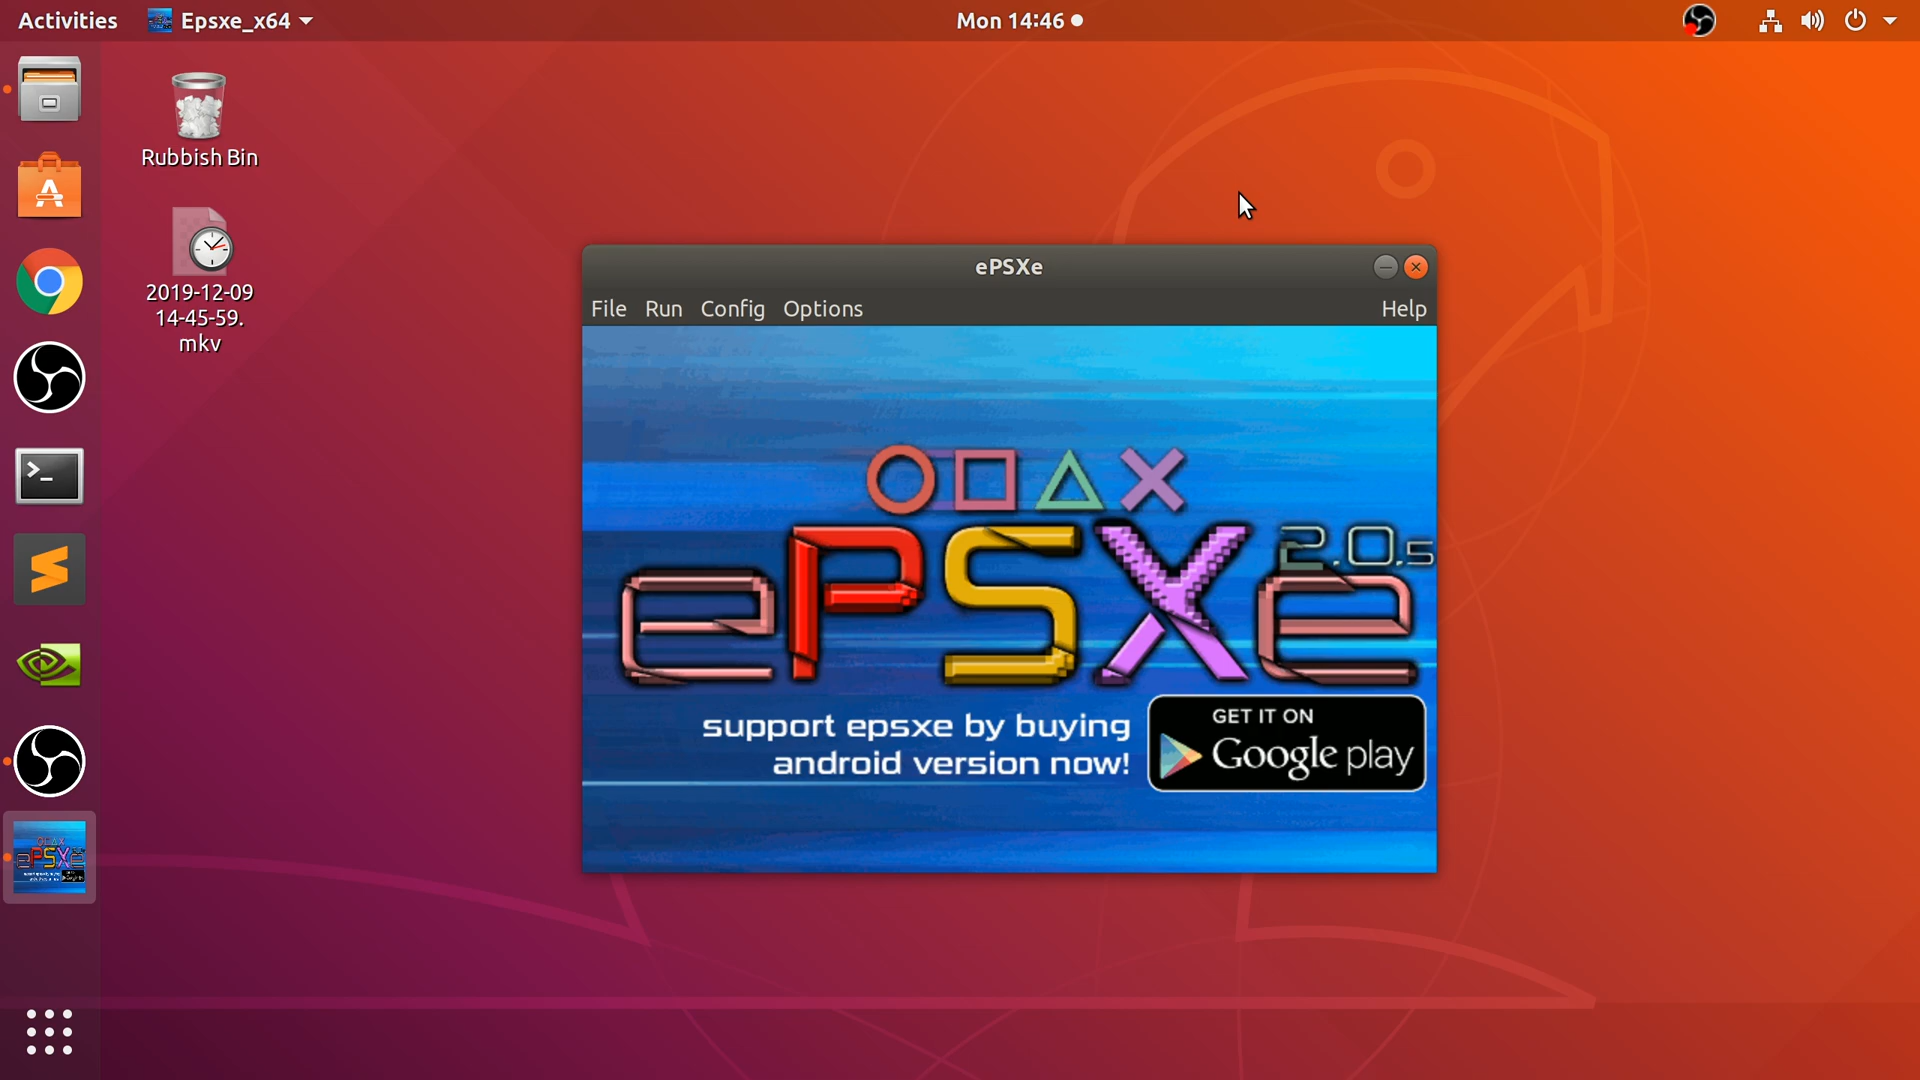 Activities
Epsxe_x64
Mon 14:46
Rubbish Bin
2019-12-09
14-45-59.
mkv
ePSXe
File
Run
Config
Options
Help
ePSXe
2.0.5
support epsxe by buying
android version now!
GET IT ON
Google play
ePSXe